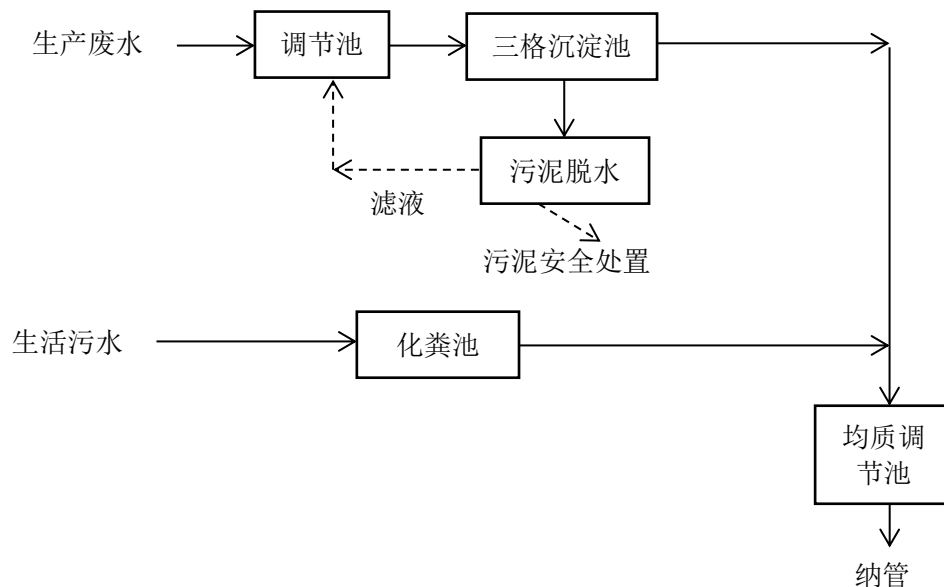 生产废水
调节池
三格沉淀池
污泥脱水
滤液
污泥安全处置
生活污水
化粪池
均质调
节池
纳管